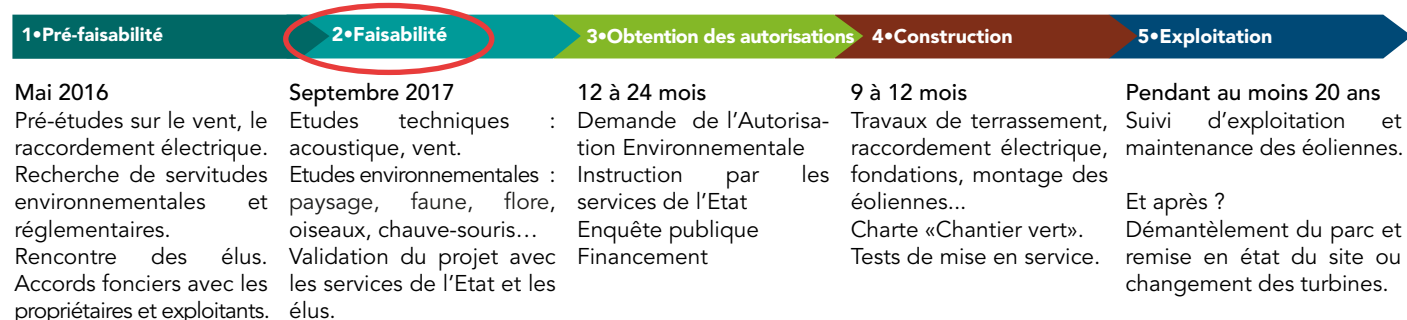 1•Pré-faisabilité
2•Faisabilité
3•Obtention des autorisations
4•Construction
5•Exploitation
Mai 2016
Pré-études sur le vent, le
raccordement électrique.
Recherche de servitudes
environnementales et
réglementaires.
Rencontre des élus.
Accords fonciers avec les
propriétaires et exploitants.
Septembre 2017
Etudes techniques :
acoustique, vent.
Etudes environnementales :
paysage, faune, flore,
oiseaux, chauve-souris…
Validation du projet avec
les services de l'Etat et les
élus.
12 à 24 mois
Demande de l'Autorisa-
tion Environnementale
Instruction par les
services de l'Etat
Enquête publique
Financement
9 à 12 mois
Travaux de terrassement,
raccordement électrique,
fondations, montage des
éoliennes...
Charte «Chantier vert».
Tests de mise en service.
Pendant au moins 20 ans
Suivi d'exploitation et
maintenance des éoliennes.
Et après ?
Démantèlement du parc et
remise en état du site ou
changement des turbines.